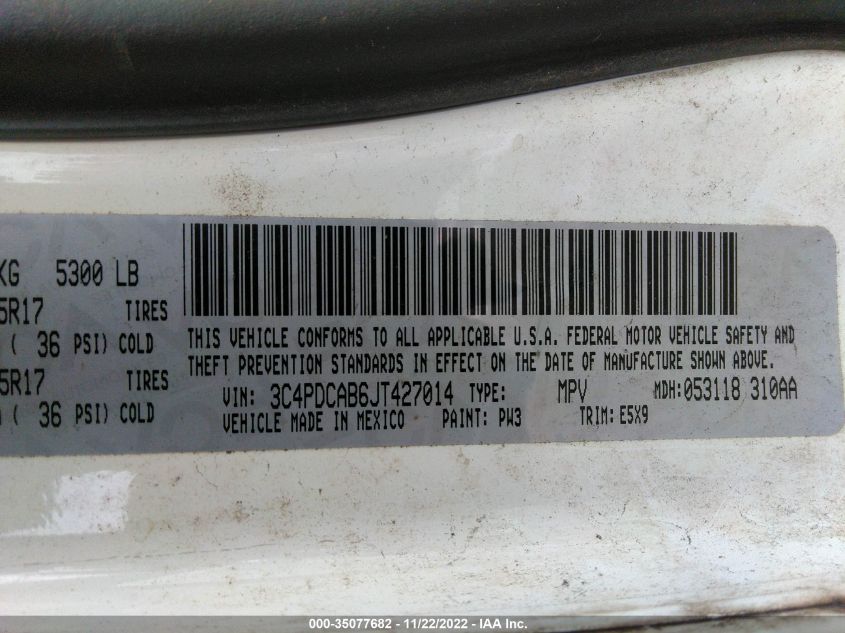 KG 5300 LB
5R17 TIRES
( 36 PSI) COLD
5R17 TIRES
( 36 PSI) COLD
THIS VEHICLE CONFORMS TO ALL APPLICABLE U.S.A. FEDERAL MOTOR VEHICLE SAFETY AND
THEFT PREVENTION STANDARDS IN EFFECT ON THE DATE OF MANUFACTURE SHOWN ABOVE.
VIN: 3C4PDCAB6JT427014 TYPE: MPV MDH: 053118 310AA
VEHICLE MADE IN MEXICO PAINT: PW3 TRIM: E5X9
000-35077682 - 11/22/2022 - IAA Inc.